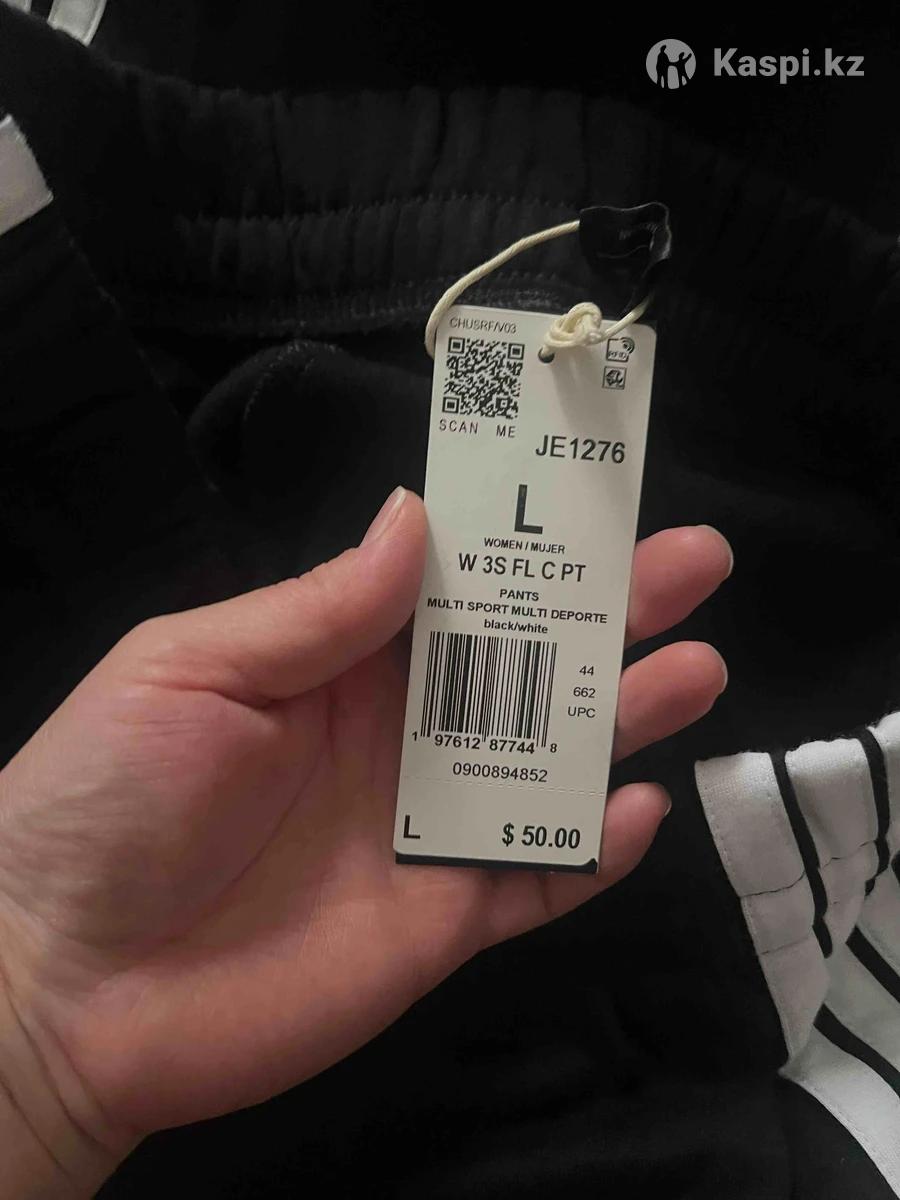 Kaspi.kz
CHUSRF/V03
RFID
SCAN ME
JE1276
L
WOMEN / MUJER
W 3S FL C PT
PANTS
MULTI SPORT MULTI DEPORTE
black/white
44
662
UPC
1 97612 87744 8
0900894852
L $ 50.00